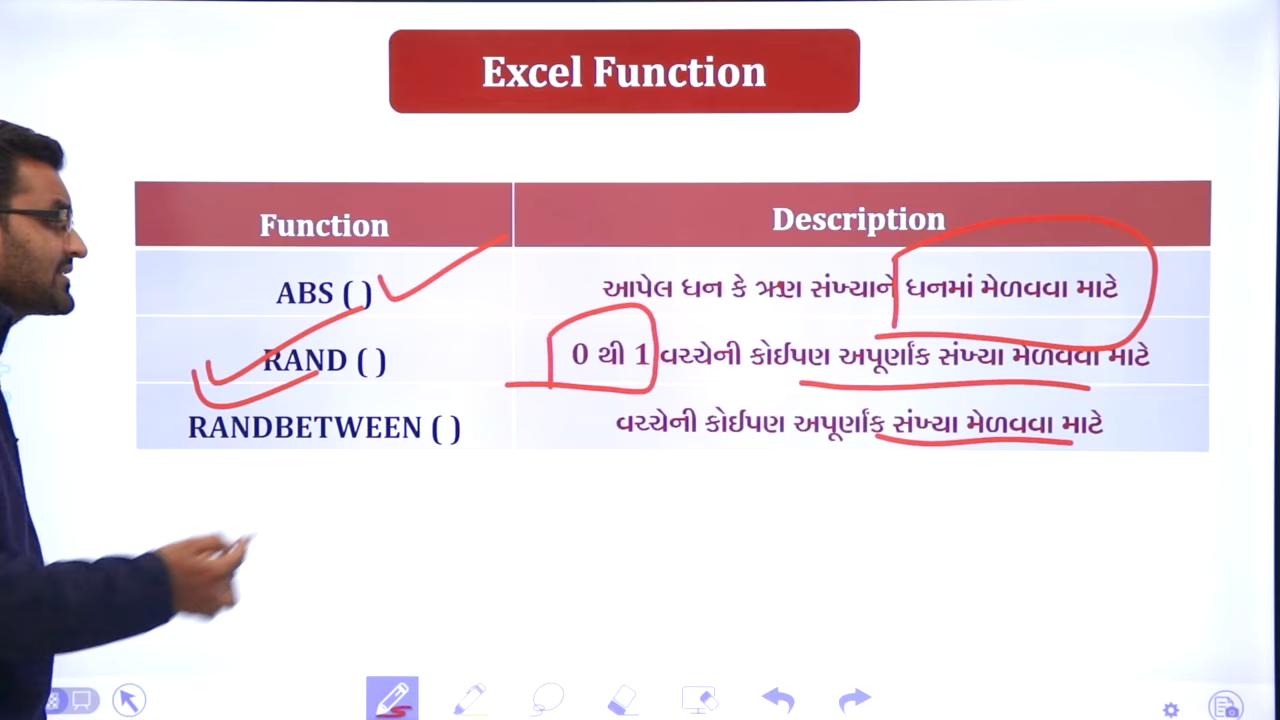 Excel Function
Function Description
ABS ( ) આપેલ ધન કે ઋણ સંખ્યાને ધનમાં મેળવવા માટે
RAND ( ) 0 થી 1 વચ્ચેની કોઈપણ અપૂર્ણાંક સંખ્યા મેળવવા માટે
RANDBETWEEN ( ) વચ્ચેની કોઈપણ અપૂર્ણાંક સંખ્યા મેળવવા માટે